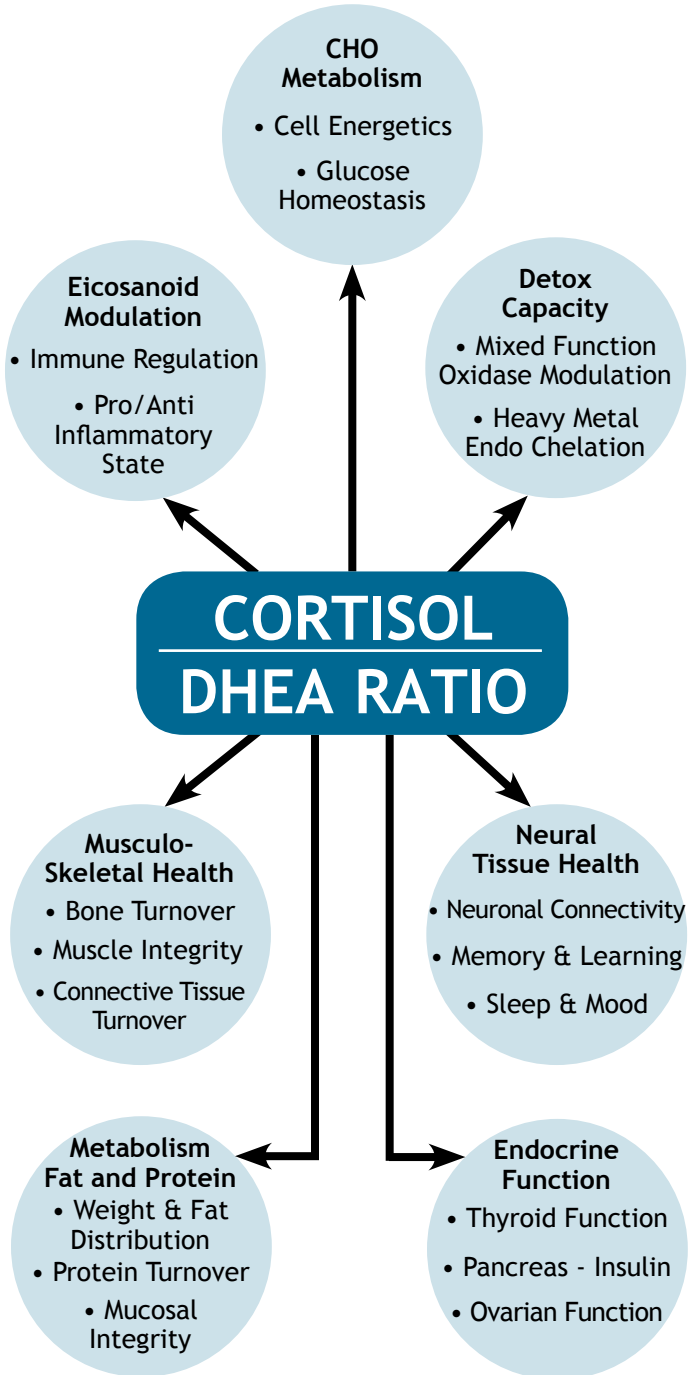 CHO
Metabolism
• Cell Energetics
• Glucose
Homeostasis
Eicosanoid
Modulation
• Immune Regulation
• Pro/Anti
Inflammatory
State
Detox
Capacity
• Mixed Function
Oxidase Modulation
• Heavy Metal
Endo Chelation
CORTISOL
DHEA RATIO
Musculo-
Skeletal Health
• Bone Turnover
• Muscle Integrity
• Connective Tissue
Turnover
Neural
Tissue Health
• Neuronal Connectivity
• Memory & Learning
• Sleep & Mood
Metabolism
Fat and Protein
• Weight & Fat
Distribution
• Protein Turnover
• Mucosal
Integrity
Endocrine
Function
• Thyroid Function
• Pancreas - Insulin
• Ovarian Function